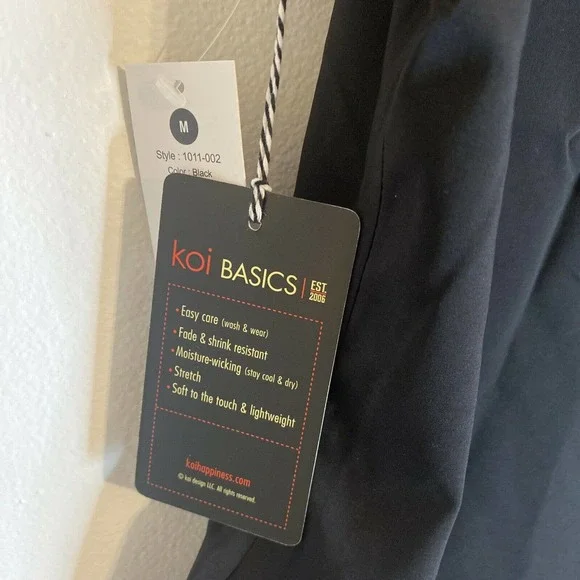 M
Style : 1011-002
Color : Black
koi BASICS | EST. 2006
• Easy care (wash & wear)
• Fade & shrink resistant
• Moisture-wicking (stay cool & dry)
• Stretch
• Soft to the touch & lightweight
koihappiness.com
© koi design LLC. All rights reserved.